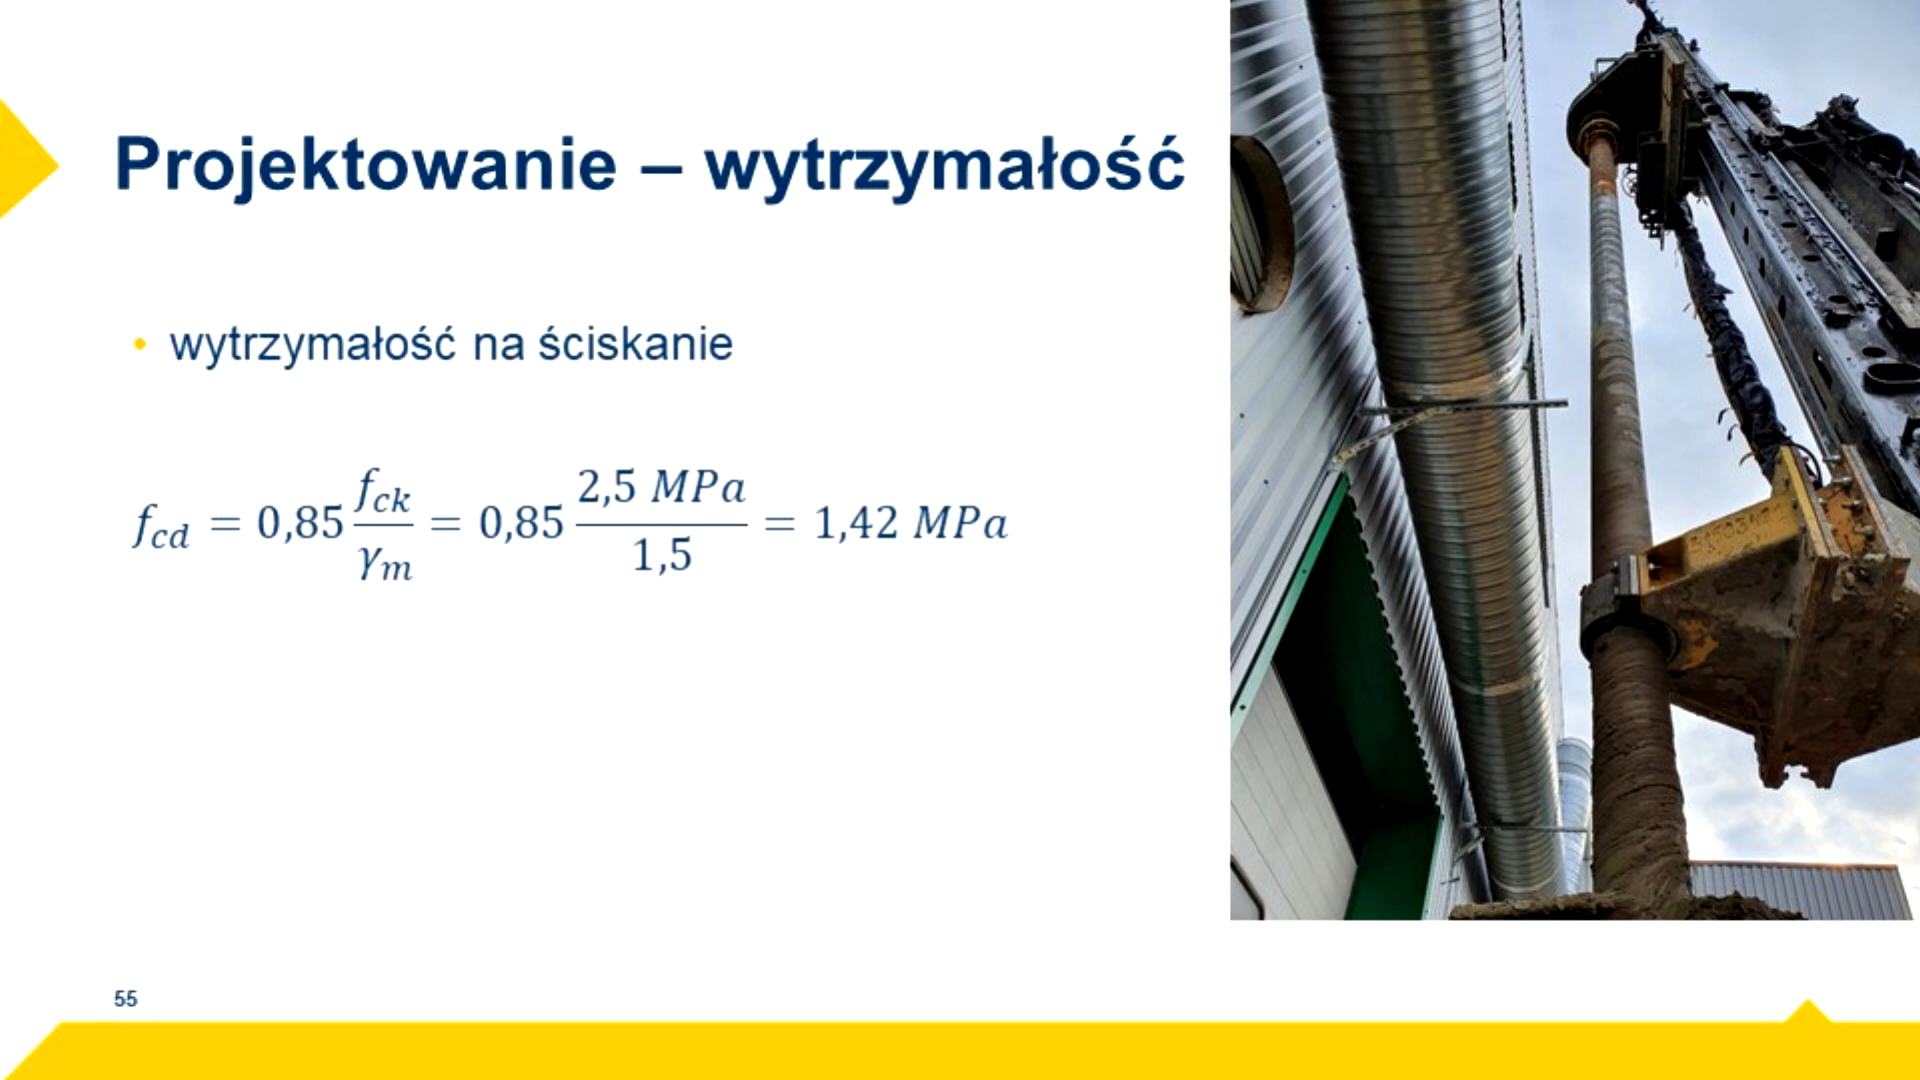 Projektowanie – wytrzymałość
• wytrzymałość na ściskanie
f_cd = 0,85 f_ck/γ_m = 0,85 2,5 MPa/1,5 = 1,42 MPa
55